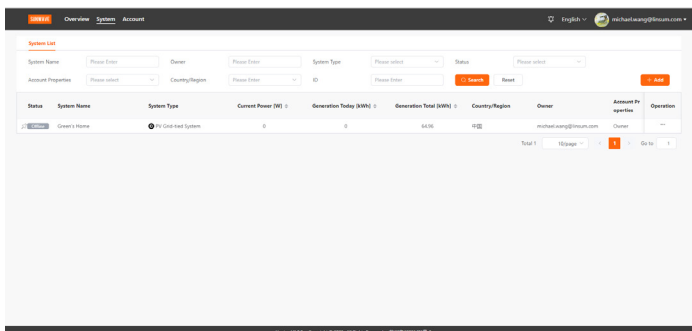 SUNWAVE Overview System Account English michael.wang@linsum.com
System List
System Name Please Enter Owner Please Enter System Type Please select Status Please select
Account Properties Please select Country/Region Please Enter ID Please Enter Search Reset + Add
Status System Name System Type Current Power (W) Generation Today (kWh) Generation Total (kWh) Country/Region Owner Account Properties Operation
Offline Green's Home PV Grid-tied System 0 0 64.90 中国 michael.wang@linsum.com Owner ...
Total 1 10/page 1 Go to 1